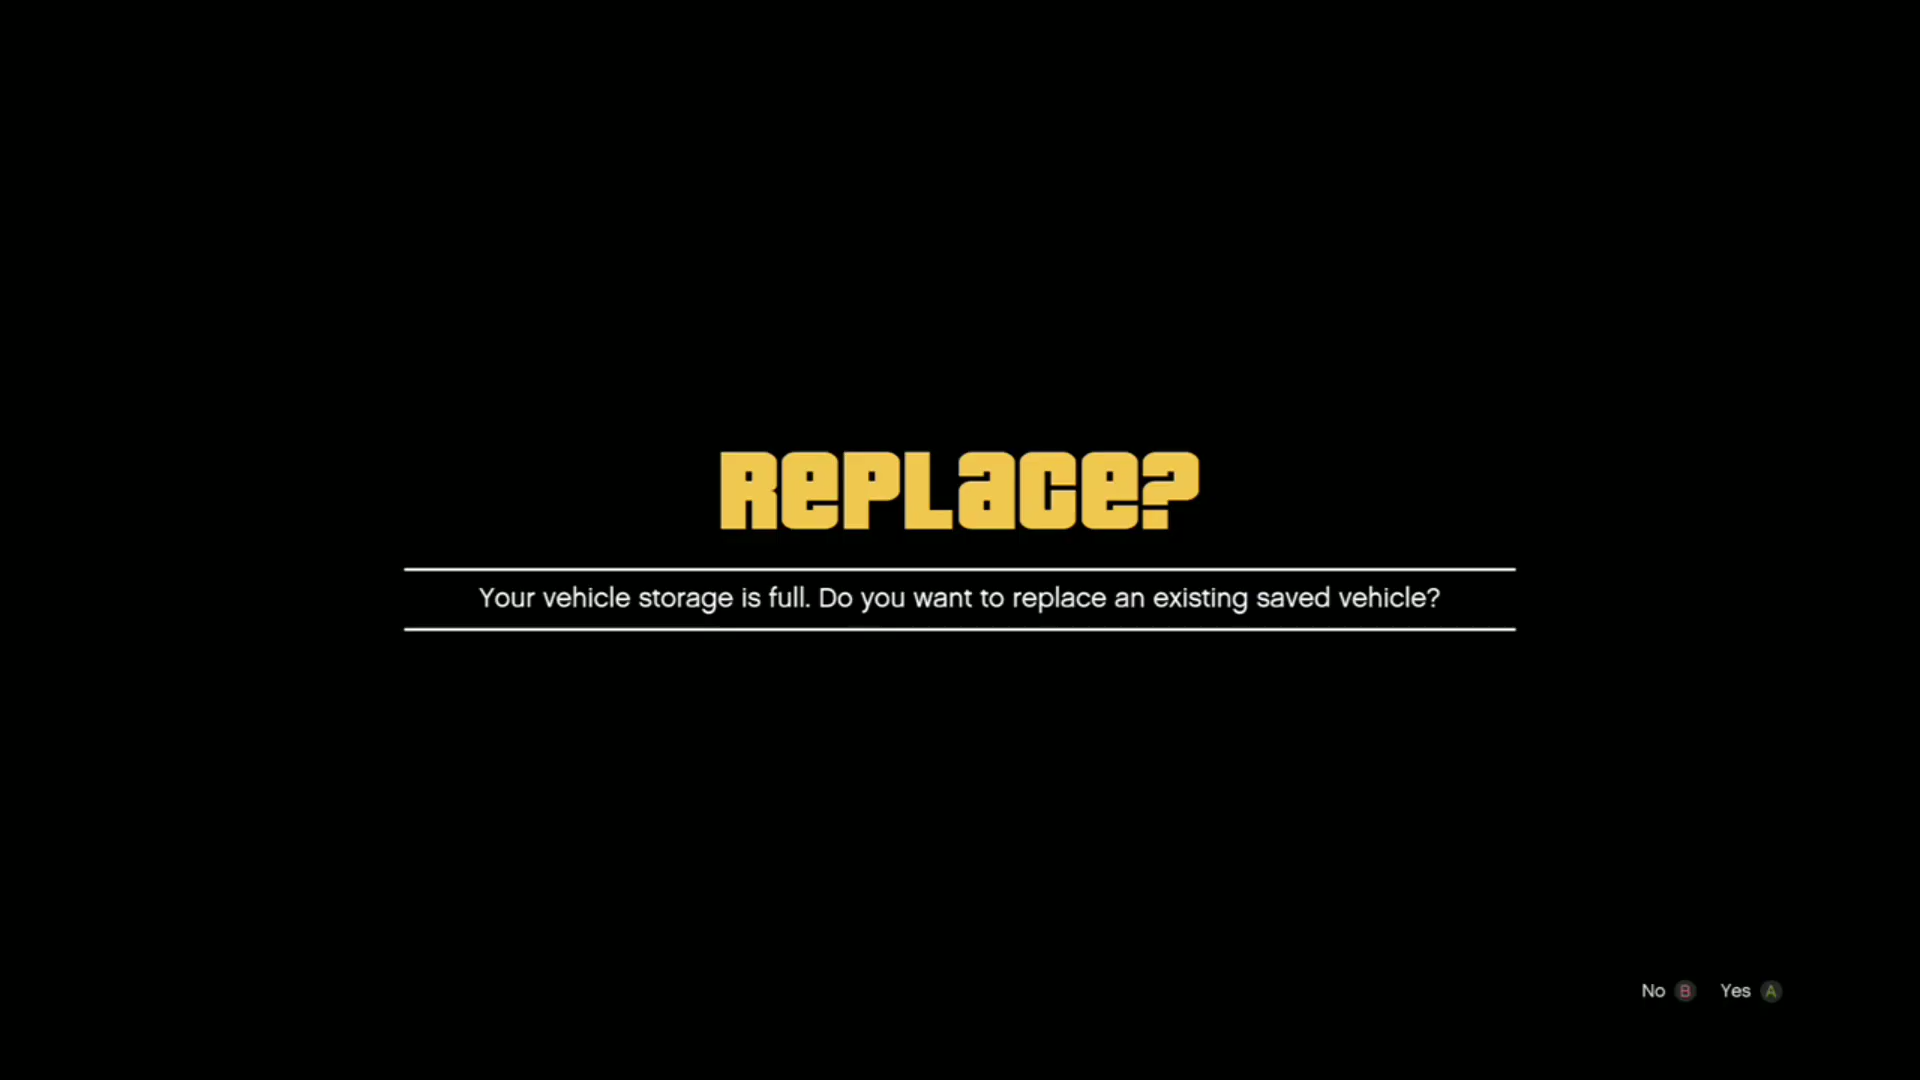 REPLACE?
Your vehicle storage is full. Do you want to replace an existing saved vehicle?
No B Yes A